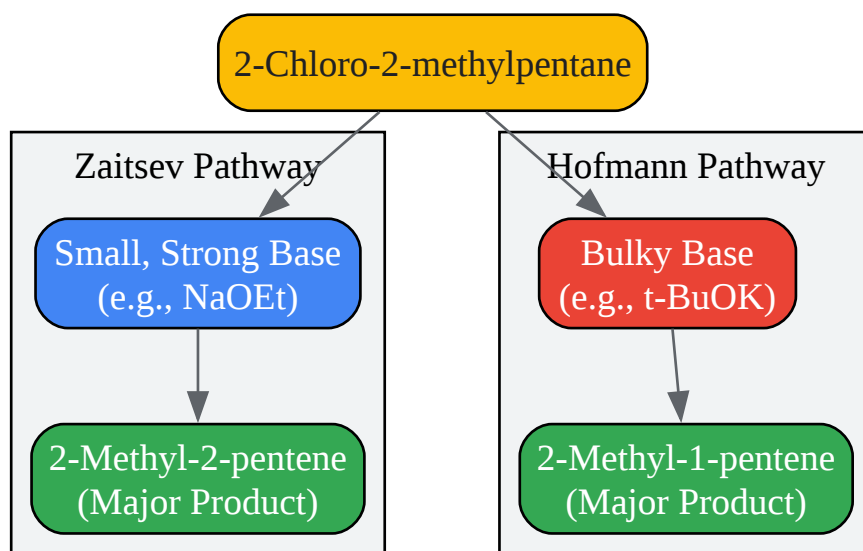 2-Chloro-2-methylpentane
Zaitsev Pathway
Small, Strong Base
(e.g., NaOEt)
2-Methyl-2-pentene
(Major Product)
Hofmann Pathway
Bulky Base
(e.g., t-BuOK)
2-Methyl-1-pentene
(Major Product)